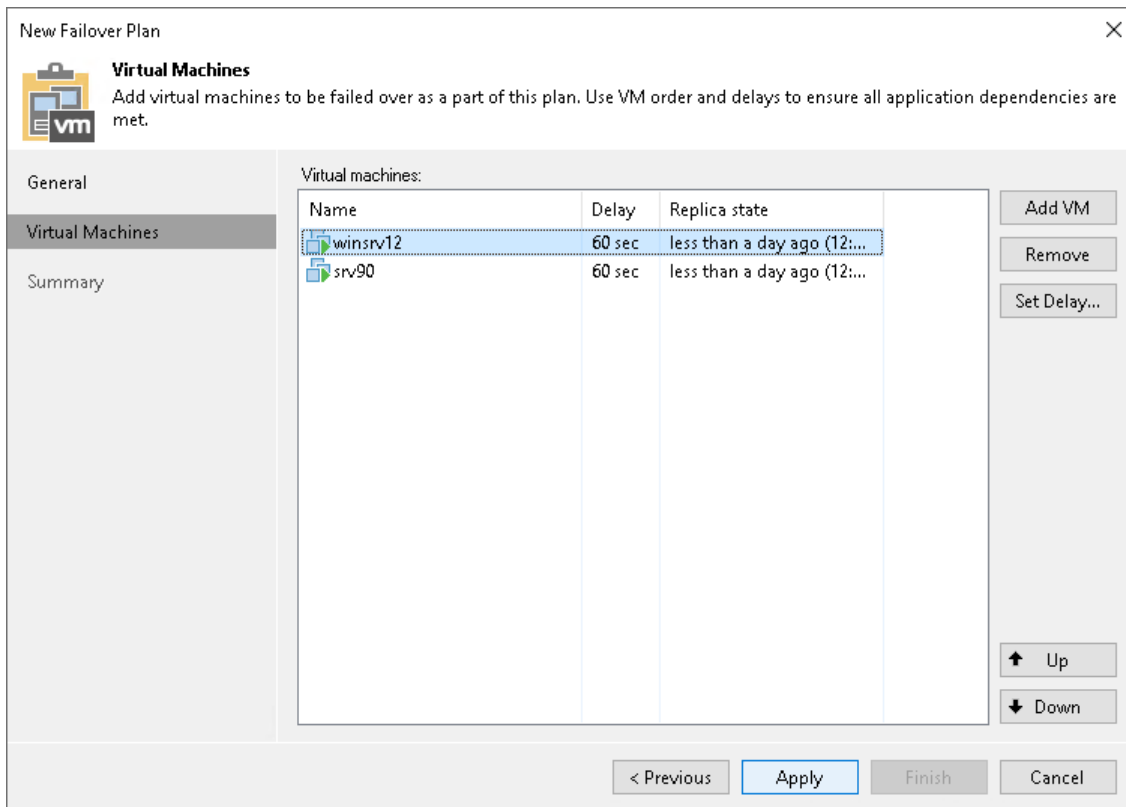 New Failover Plan
Virtual Machines
Add virtual machines to be failed over as a part of this plan. Use VM order and delays to ensure all application dependencies are
met.
vm
General
Virtual Machines
Summary
Virtual machines:
Name Delay Replica state
winsrv12 60 sec less than a day ago (12:...
srv90 60 sec less than a day ago (12:...
Add VM
Remove
Set Delay...
Up
Down
< Previous Apply Finish Cancel